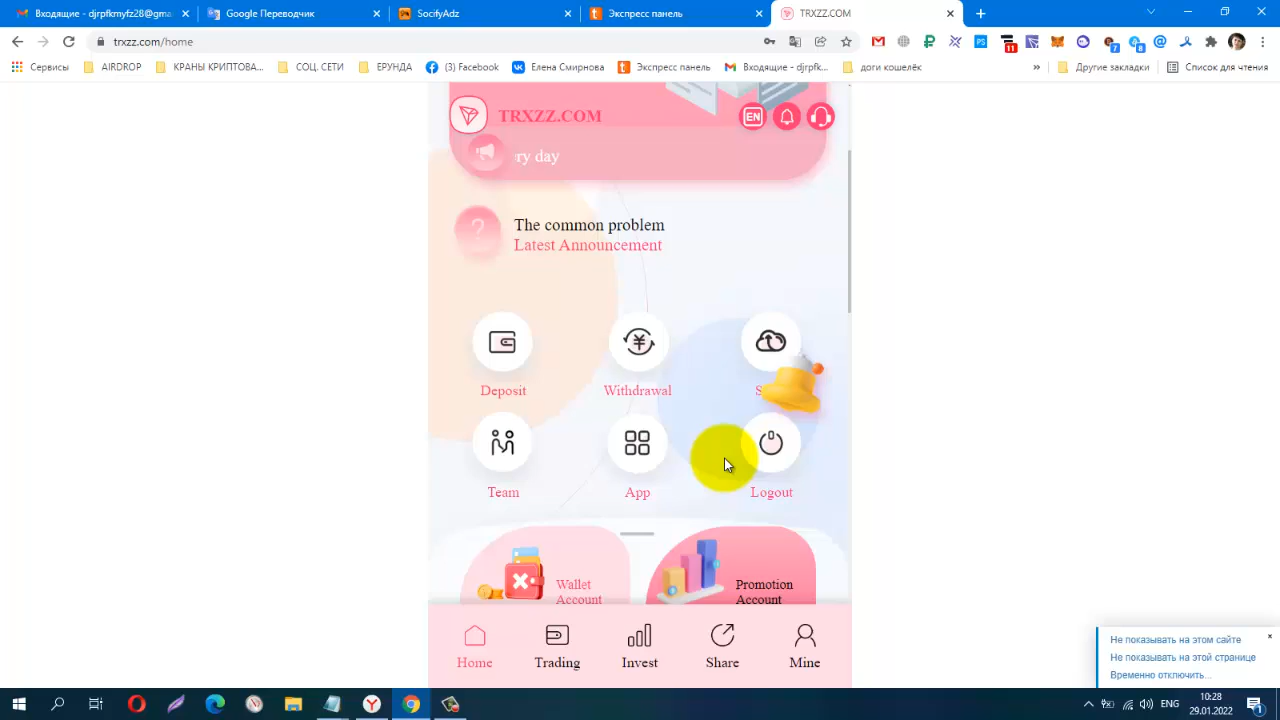 Входящие - djrpfkmyfz28@gma
Google Переводчик
SocifyAdz
Экспресс панель
TRXZZ.COM
trxzz.com/home
Сервисы
AIRDROP
КРАНЫ КРИПТОВА...
СОЦ. СЕТИ
ЕРУНДА
(3) Facebook
Елена Смирнова
Экспресс панель
Входящие - djrpfk...
доги кошелёк
»
Другие закладки
Список для чтения
11
7
8
TRXZZ.COM
EN
ry day
The common problem
Latest Announcement
Deposit
Withdrawal
S
Team
App
Logout
Wallet
Account
Promotion
Account
Home
Trading
Invest
Share
Mine
Не показывать на этом сайте
Не показывать на этой странице
Временно отключить...
ENG
10:28
29.01.2022
1